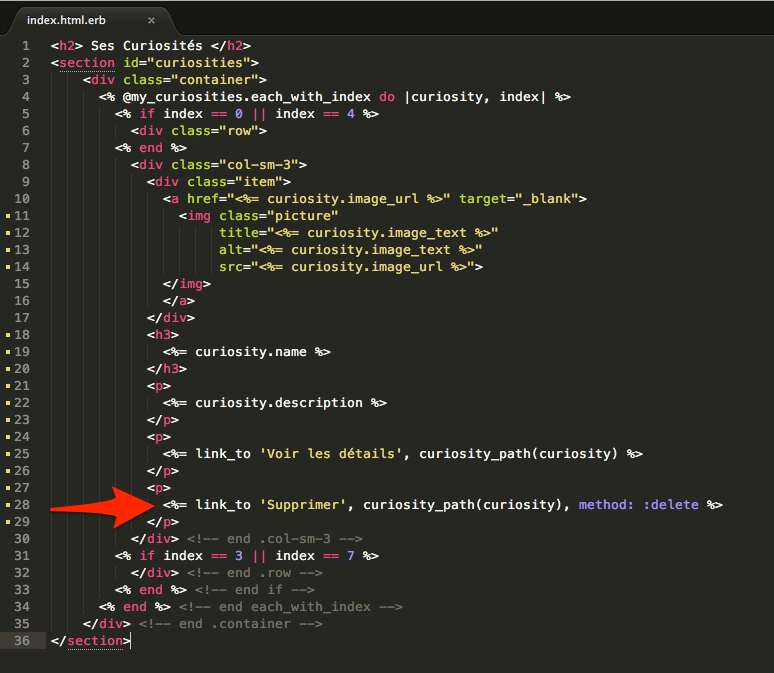 index.html.erb ×
1 <h2> Ses Curiosités </h2>
2 <section id="curiosities">
3 <div class="container">
4 <% @my_curiosities.each_with_index do |curiosity, index| %>
5 <% if index == 0 || index == 4 %>
6 <div class="row">
7 <% end %>
8 <div class="col-sm-3">
9 <div class="item">
10 <a href="<%= curiosity.image_url %>" target="_blank">
11 <img class="picture"
12 title="<%= curiosity.image_text %>"
13 alt="<%= curiosity.image_text %>"
14 src="<%= curiosity.image_url %>">
15 </img>
16 </a>
17 </div>
18 <h3>
19 <%= curiosity.name %>
20 </h3>
21 <p>
22 <%= curiosity.description %>
23 </p>
24 <p>
25 <%= link_to 'Voir les détails', curiosity_path(curiosity) %>
26 </p>
27 <p>
28 <%= link_to 'Supprimer', curiosity_path(curiosity), method: :delete %>
29 </p>
30 </div> <!-- end .col-sm-3 -->
31 <% if index == 3 || index == 7 %>
32 </div> <!-- end .row -->
33 <% end %> <!-- end if -->
34 <% end %> <!-- end each_with_index -->
35 </div> <!-- end .container -->
36 </section>